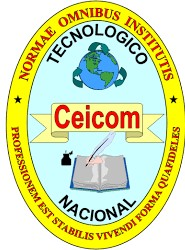 NORMAE OMNIBUS INSTITUTIS
TECNOLOGICO
Ceicom
NACIONAL
PROFESSIONEM EST STABILIS VIVENDI FORMA QUAFIDELES